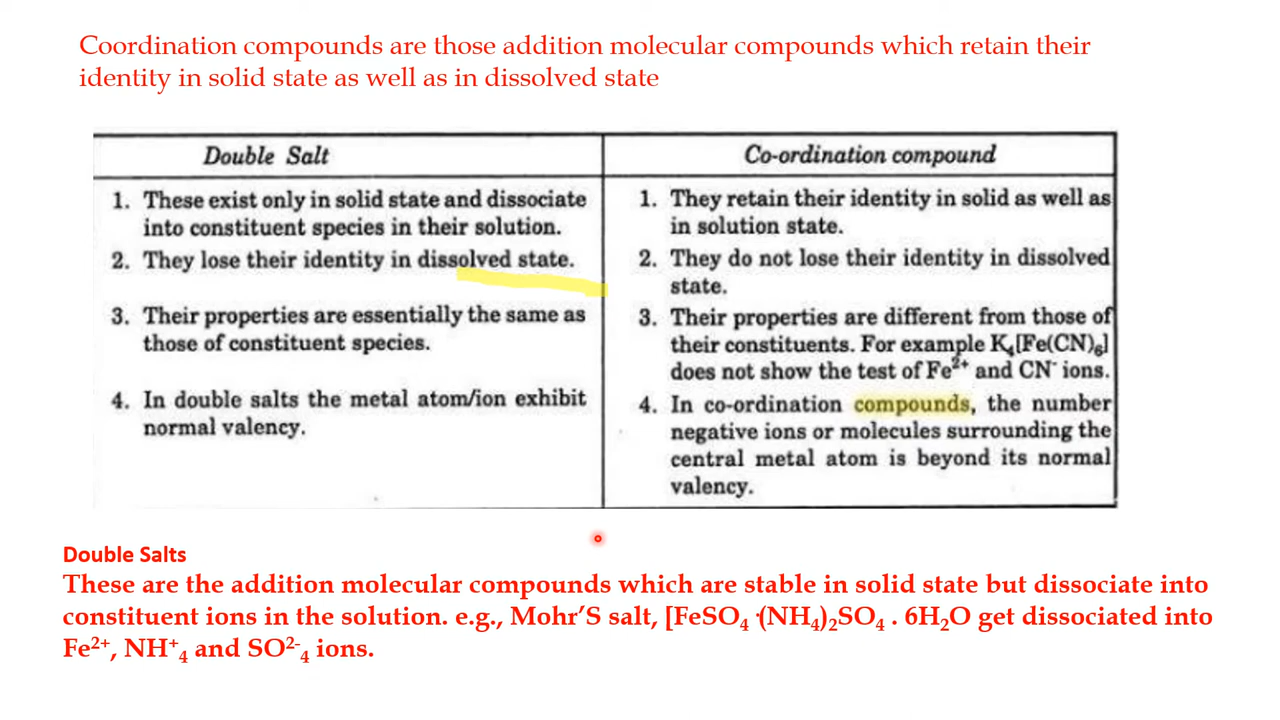 Coordination compounds are those addition molecular compounds which retain their
identity in solid state as well as in dissolved state
Double Salt
1. These exist only in solid state and dissociate
into constituent species in their solution.
2. They lose their identity in dissolved state.
3. Their properties are essentially the same as
those of constituent species.
4. In double salts the metal atom/ion exhibit
normal valency.
Co-ordination compound
1. They retain their identity in solid as well as
in solution state.
2. They do not lose their identity in dissolved
state.
3. Their properties are different from those of
their constituents. For example K₄[Fe(CN)₆]
does not show the test of Fe²⁺ and CN⁻ ions.
4. In co-ordination compounds, the number
negative ions or molecules surrounding the
central metal atom is beyond its normal
valency.
Double Salts
These are the addition molecular compounds which are stable in solid state but dissociate into
constituent ions in the solution. e.g., Mohr’S salt, [FeSO₄ ·(NH₄)₂SO₄ . 6H₂O get dissociated into
Fe²⁺, NH⁺₄ and SO²⁻₄ ions.